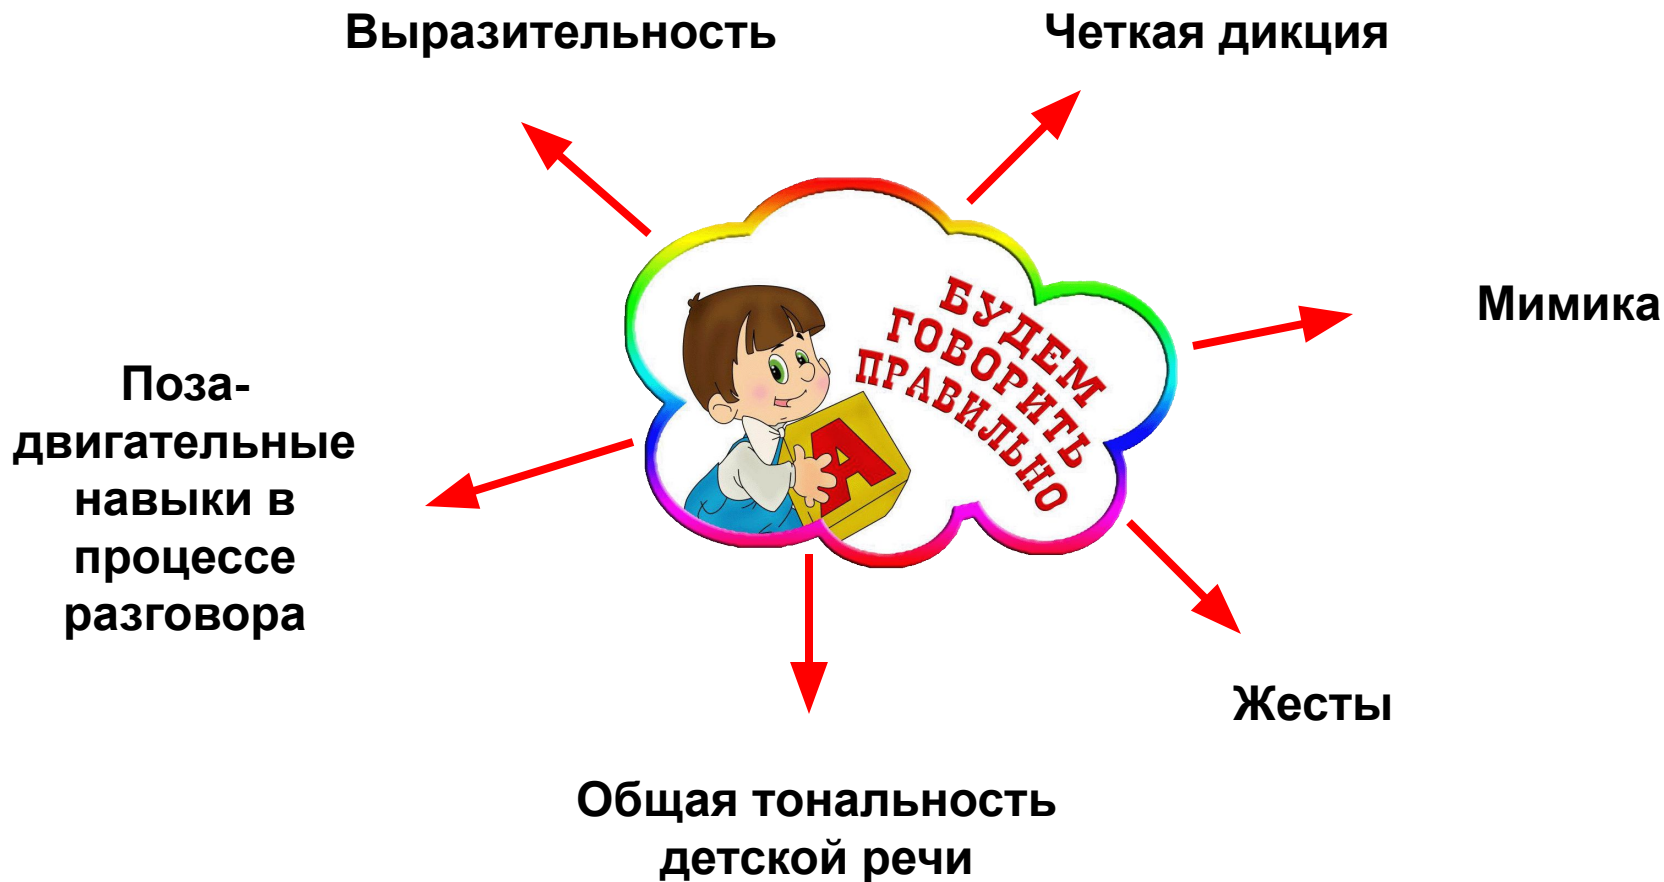 Выразительность
Четкая дикция
Мимика
БУДЕМ
ГОВОРИТЬ
ПРАВИЛЬНО
А
Поза-
двигательные
навыки в
процессе
разговора
Жесты
Общая тональность
детской речи